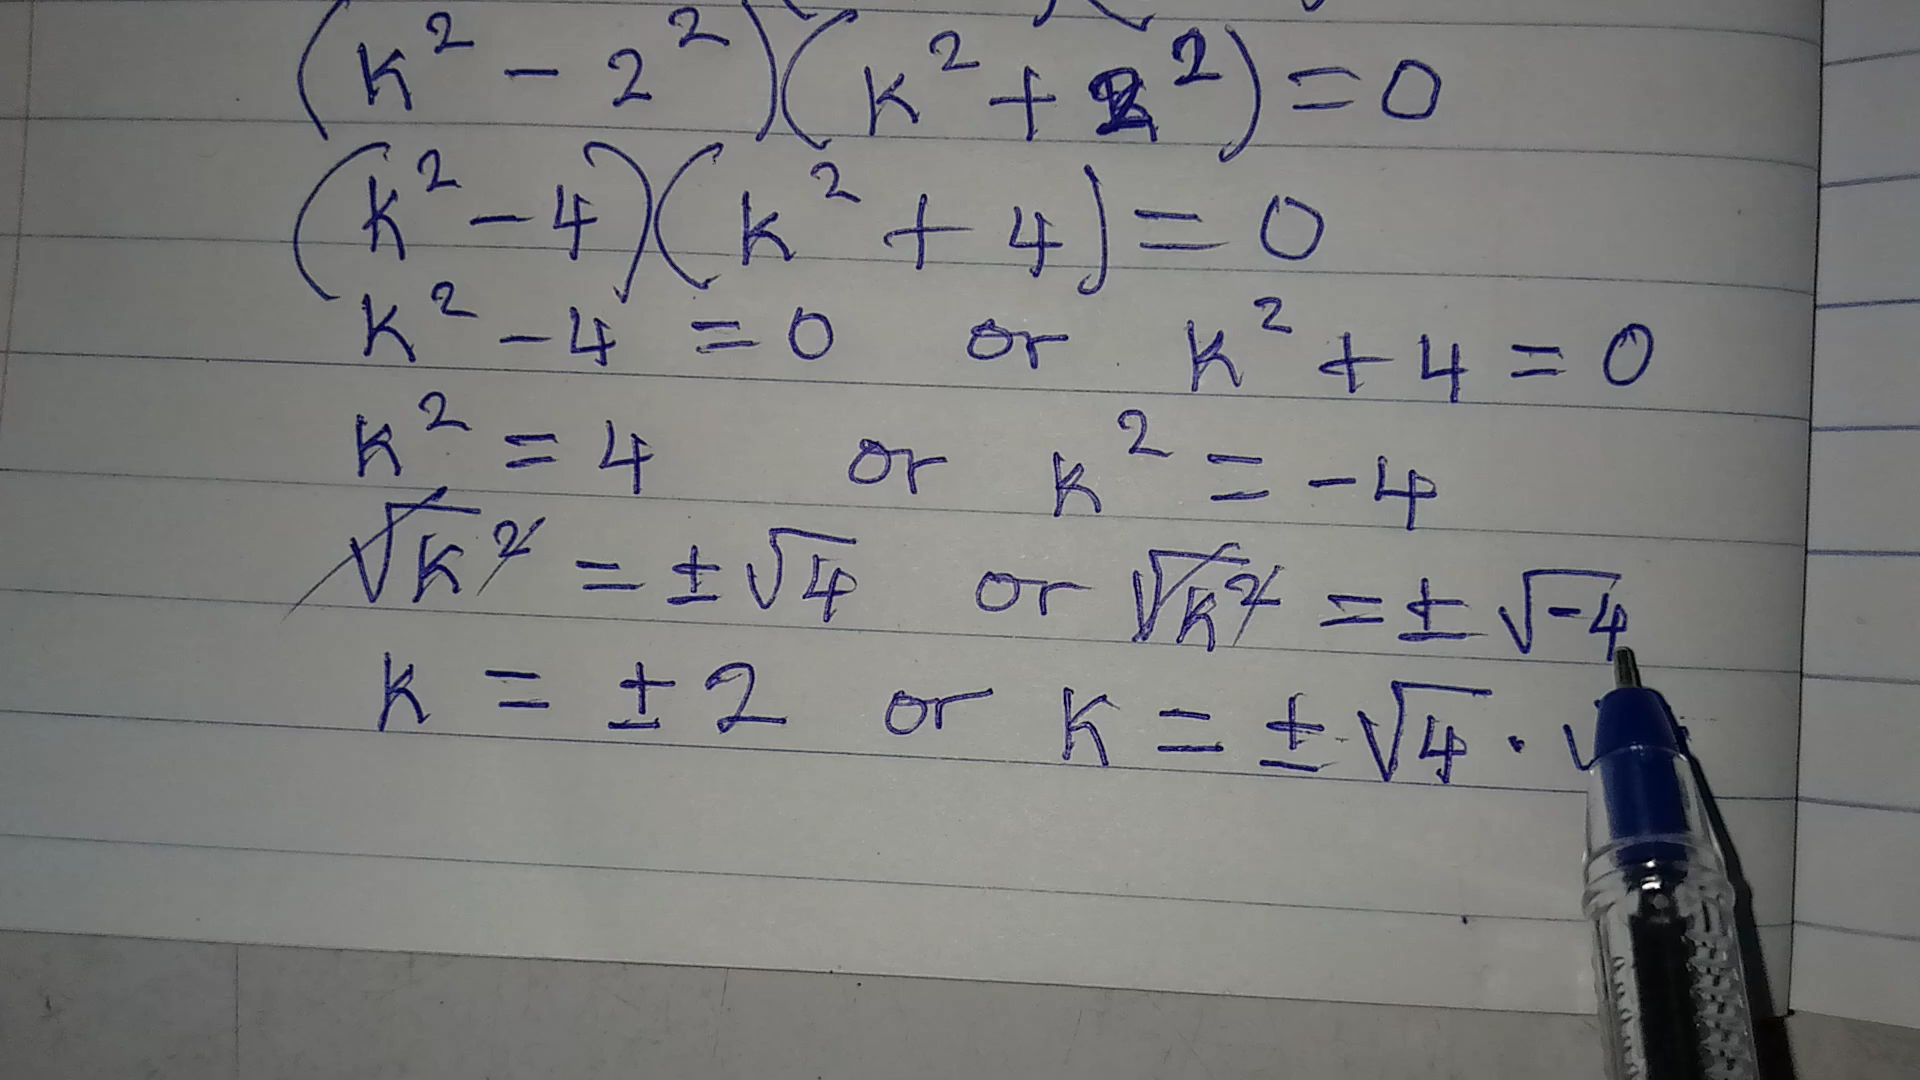 (k² - 2²)(k² + 2²) = 0
(k² - 4)(k² + 4) = 0
k² - 4 = 0 or k² + 4 = 0
k² = 4 or k² = -4
√k² = ±√4 or √k² = ±√-4
k = ±2 or k = ±√4 · √